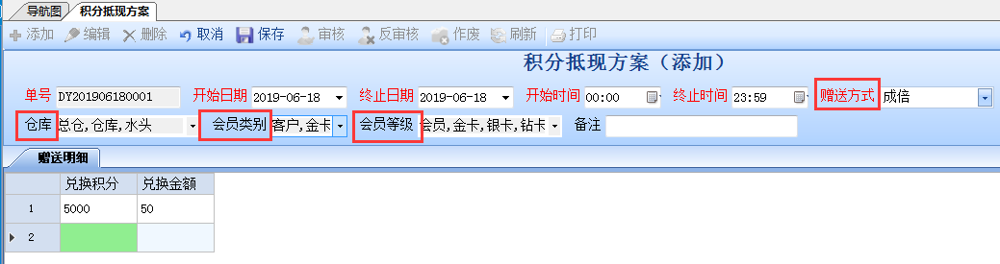 导航图 积分抵现方案
添加 编辑 删除 取消 保存 审核 反审核 作废 刷新 打印
积分抵现方案（添加）
单号 DY201906180001 开始日期 2019-06-18 终止日期 2019-06-18 开始时间 00:00 终止时间 23:59 赠送方式 成倍
仓库 总仓,仓库,水头 会员类别 客户,金卡 会员等级 会员,金卡,银卡,钻卡 备注
赠送明细
兑换积分 兑换金额
1 5000 50
2